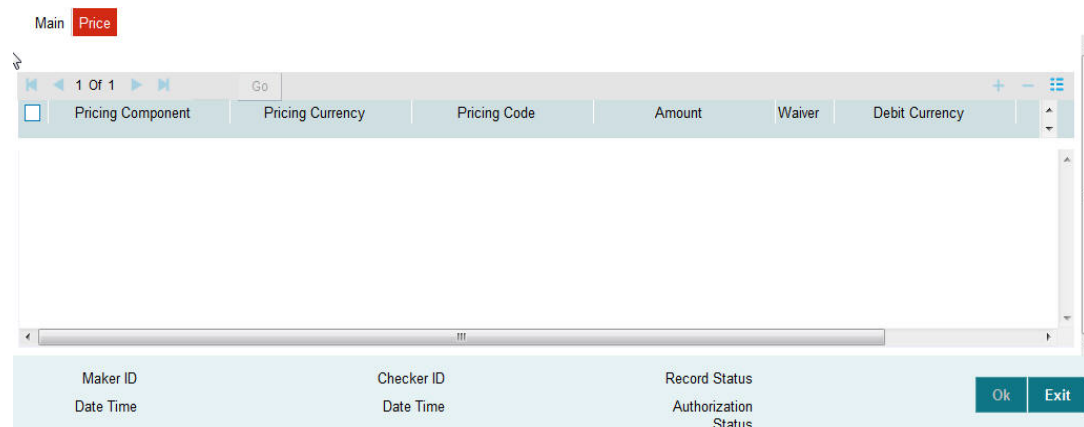 Main Price
1 Of 1 Go
Pricing Component Pricing Currency Pricing Code Amount Waiver Debit Currency
Maker ID Checker ID Record Status
Date Time Date Time Authorization
Status
Ok Exit